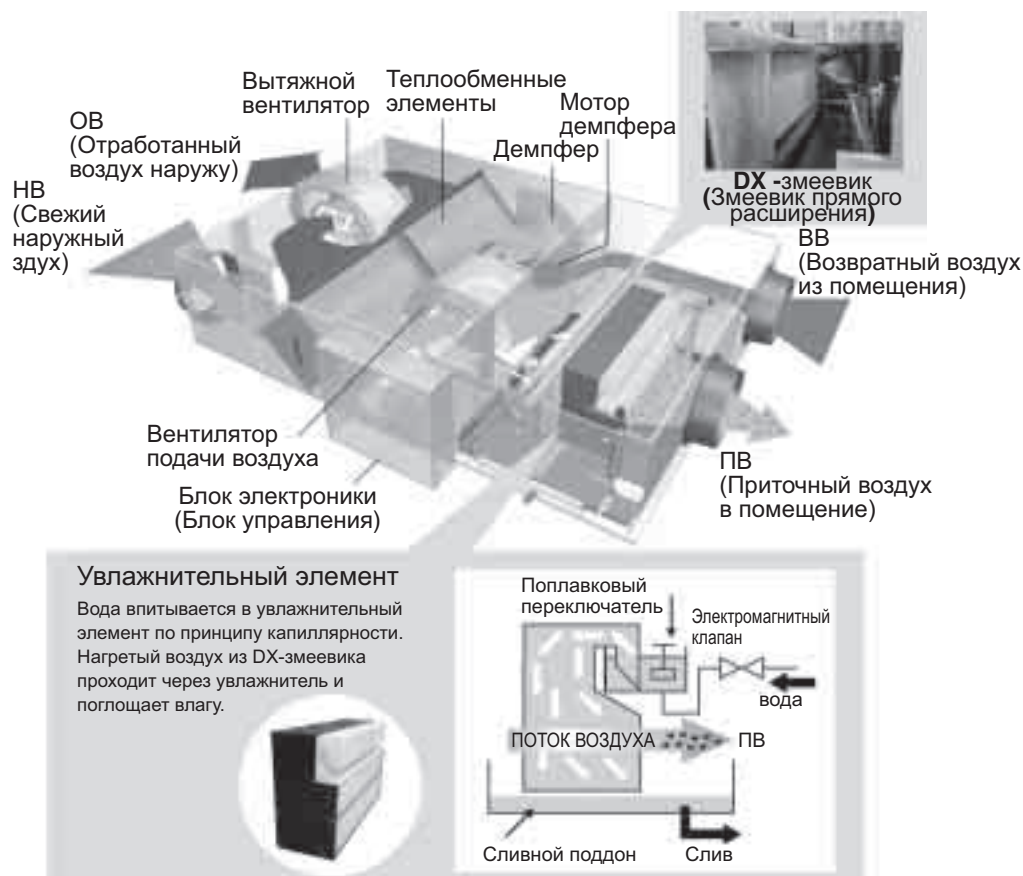 Вытяжной
вентилятор
Теплообменные
элементы
Мотор
демпфера
Демпфер
ОВ
(Отработанный
воздух наружу)
НВ
(Свежий
наружный
здух)
DX -змеевик
(Змеевик прямого
расширения)
ВВ
(Возвратный воздух
из помещения)
Вентилятор
подачи воздуха
Блок электроники
(Блок управления)
ПВ
(Приточный воздух
в помещение)
Увлажнительный элемент
Вода впитывается в увлажнительный
элемент по принципу капиллярности.
Нагретый воздух из DX-змеевика
проходит через увлажнитель и
поглощает влагу.
Поплавковый
переключатель
Электромагнитный
клапан
вода
ПОТОК ВОЗДУХА
ПВ
Сливной поддон
Слив